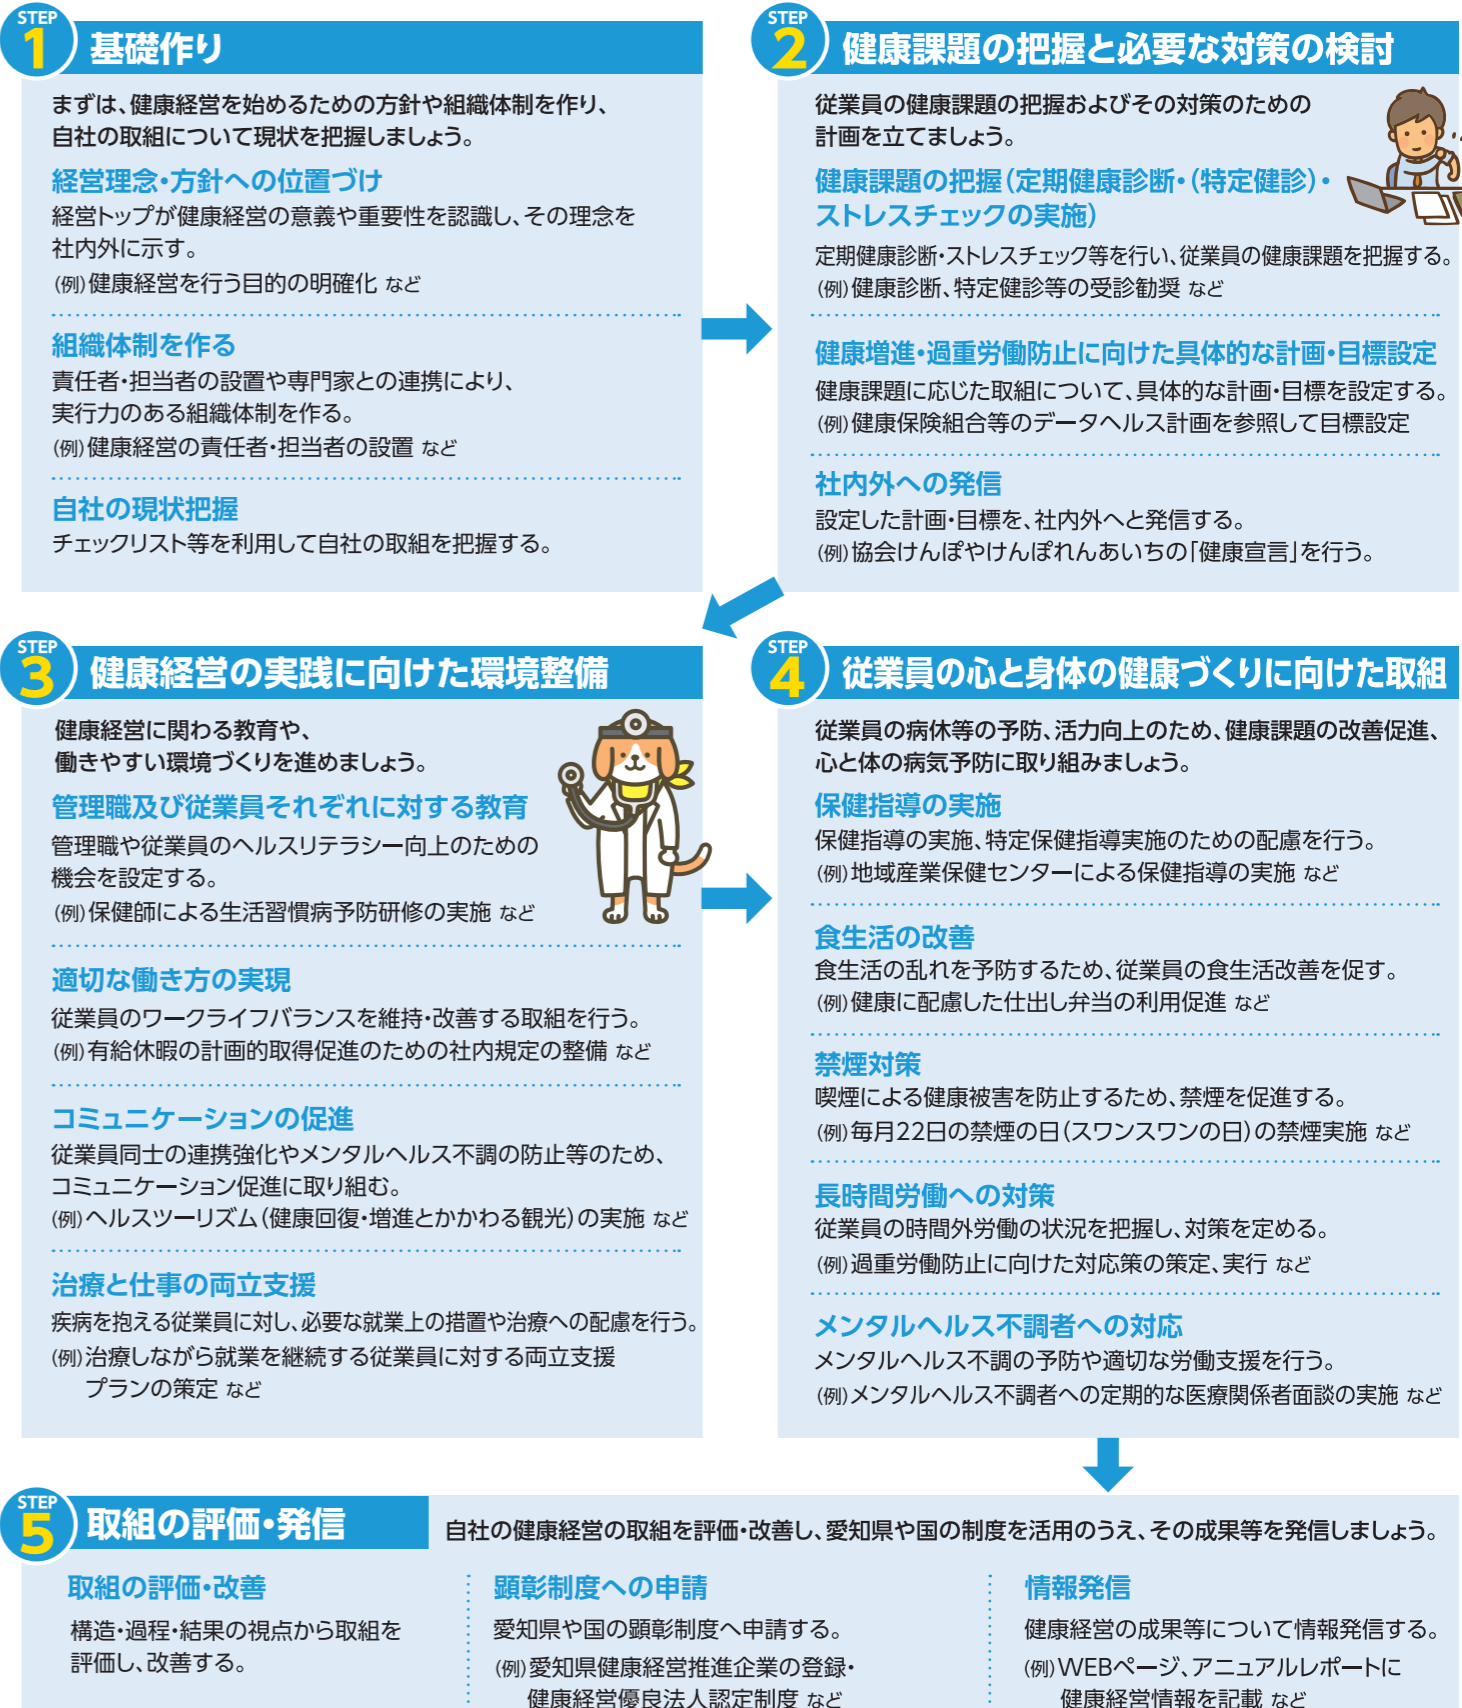 STEP
1
基礎作り
まずは、健康経営を始めるための方針や組織体制を作り、
自社の取組について現状を把握しましょう。
経営理念・方針への位置づけ
経営トップが健康経営の意義や重要性を認識し、その理念を
社内外に示す。
(例)健康経営を行う目的の明確化 など
組織体制を作る
責任者・担当者の設置や専門家との連携により、
実行力のある組織体制を作る。
(例)健康経営の責任者・担当者の設置 など
自社の現状把握
チェックリスト等を利用して自社の取組を把握する。
STEP
2
健康課題の把握と必要な対策の検討
従業員の健康課題の把握およびその対策のための
計画を立てましょう。
健康課題の把握(定期健康診断・(特定健診)・
ストレスチェックの実施)
定期健康診断・ストレスチェック等を行い、従業員の健康課題を把握する。
(例)健康診断、特定健診等の受診勧奨 など
健康増進・過重労働防止に向けた具体的な計画・目標設定
健康課題に応じた取組について、具体的な計画・目標を設定する。
(例)健康保険組合等のデータヘルス計画を参照して目標設定
社内外への発信
設定した計画・目標を、社内外へと発信する。
(例)協会けんぽやけんぽれんあいちの「健康宣言」を行う。
STEP
3
健康経営の実践に向けた環境整備
健康経営に関わる教育や、
働きやすい環境づくりを進めましょう。
管理職及び従業員それぞれに対する教育
管理職や従業員のヘルスリテラシー向上のための
機会を設定する。
(例)保健師による生活習慣病予防研修の実施 など
適切な働き方の実現
従業員のワークライフバランスを維持・改善する取組を行う。
(例)有給休暇の計画的取得促進のための社内規定の整備 など
コミュニケーションの促進
従業員同士の連携強化やメンタルヘルス不調の防止等のため、
コミュニケーション促進に取り組む。
(例)ヘルスツーリズム(健康回復・増進とかかわる観光)の実施 など
治療と仕事の両立支援
疾病を抱える従業員に対し、必要な就業上の措置や治療への配慮を行う。
(例)治療しながら就業を継続する従業員に対する両立支援
プランの策定 など
STEP
4
従業員の心と身体の健康づくりに向けた取組
従業員の病休等の予防、活力向上のため、健康課題の改善促進、
心と体の病気予防に取り組みましょう。
保健指導の実施
保健指導の実施、特定保健指導実施のための配慮を行う。
(例)地域産業保健センターによる保健指導の実施 など
食生活の改善
食生活の乱れを予防するため、従業員の食生活改善を促す。
(例)健康に配慮した仕出し弁当の利用促進 など
禁煙対策
喫煙による健康被害を防止するため、禁煙を促進する。
(例)毎月22日の禁煙の日(スワンスワンの日)の禁煙実施 など
長時間労働への対策
従業員の時間外労働の状況を把握し、対策を定める。
(例)過重労働防止に向けた対応策の策定、実行 など
メンタルヘルス不調者への対応
メンタルヘルス不調の予防や適切な労働支援を行う。
(例)メンタルヘルス不調者への定期的な医療関係者面談の実施 など
STEP
5
取組の評価・発信
自社の健康経営の取組を評価・改善し、愛知県や国の制度を活用のうえ、その成果等を発信しましょう。
取組の評価・改善
構造・過程・結果の視点から取組を
評価し、改善する。
顕彰制度への申請
愛知県や国の顕彰制度へ申請する。
(例)愛知県健康経営推進企業の登録・
健康経営優良法人認定制度 など
情報発信
健康経営の成果等について情報発信する。
(例)WEBページ、アニュアルレポートに
健康経営情報を記載 など